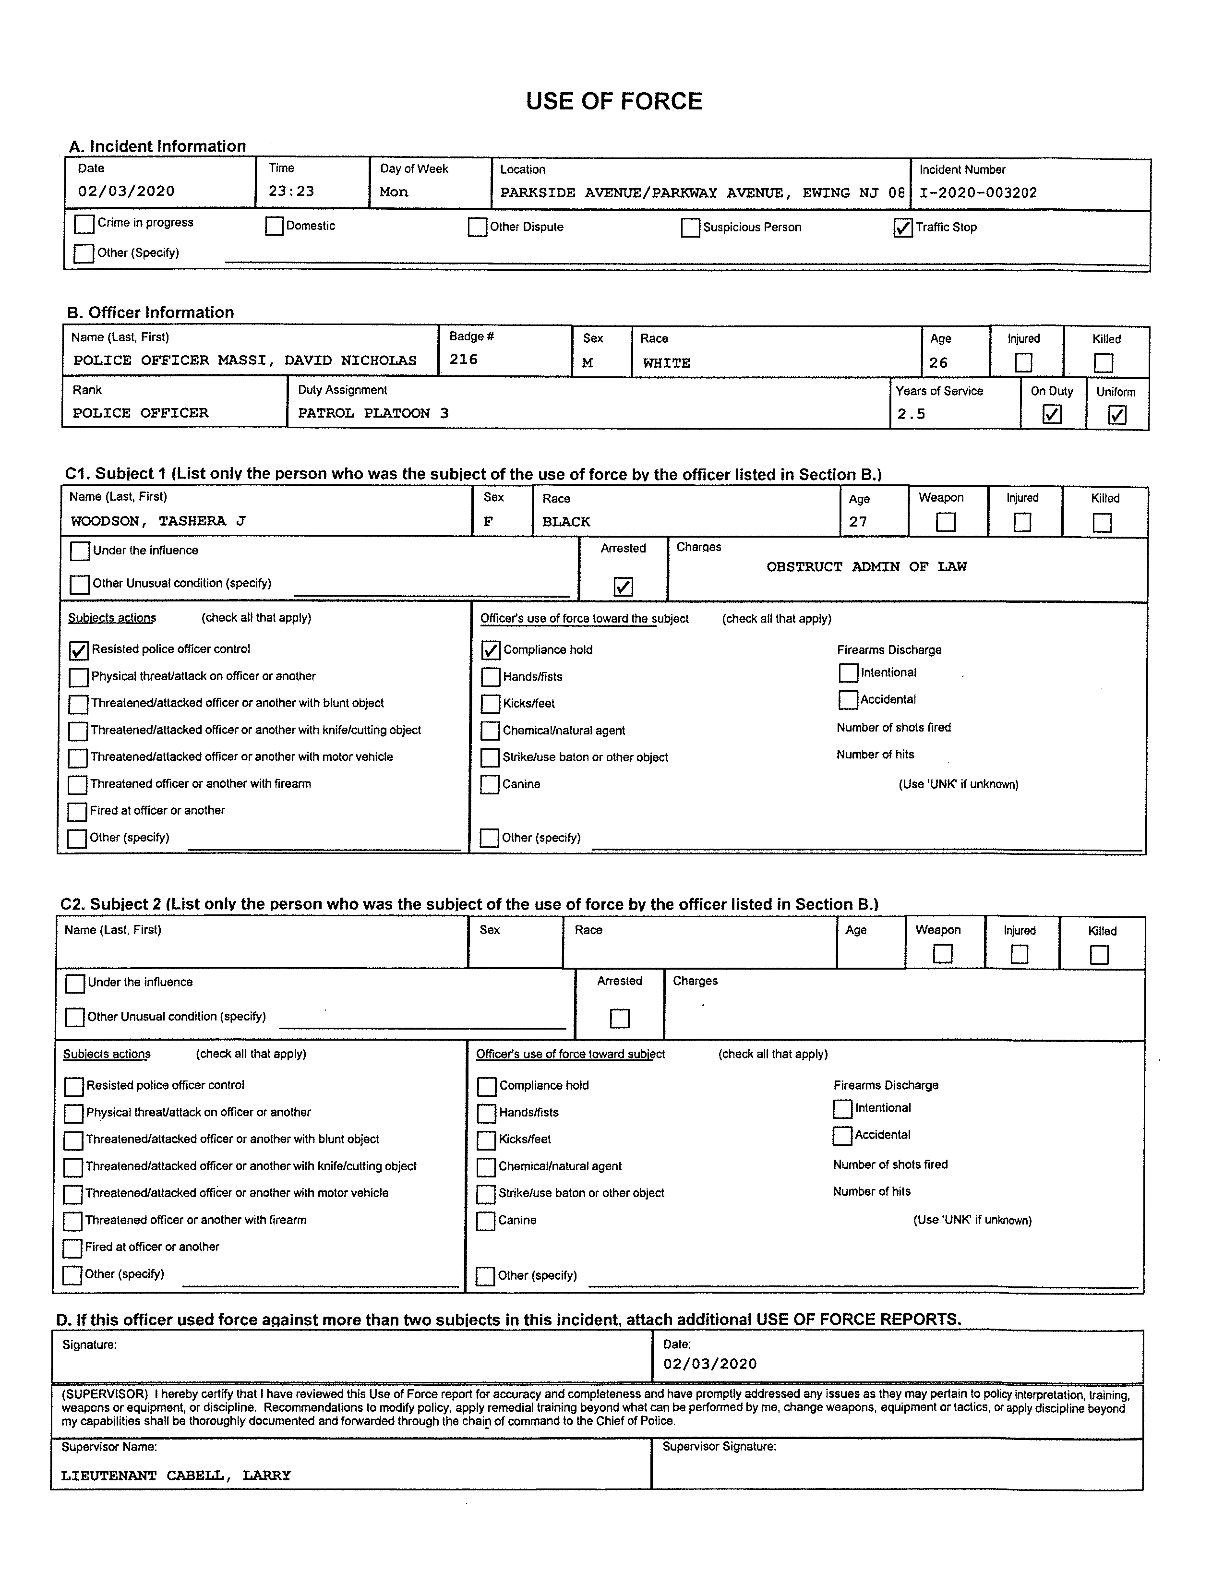 USE OF FORCE
A. Incident Information
Date Time Day of Week Location Incident Number
02/03/2020 23:23 Mon PARKSIDE AVENUE/PARKWAY AVENUE, EWING NJ 08 I-2020-003202
Crime in progress Domestic Other Dispute Suspicious Person Traffic Stop
Other (Specify)
B. Officer Information
Name (Last, First) Badge # Sex Race Age Injured Killed
POLICE OFFICER MASSI, DAVID NICHOLAS 216 M WHITE 26
Rank Duty Assignment Years of Service On Duty Uniform
POLICE OFFICER PATROL PLATOON 3 2.5
C1. Subject 1 (List only the person who was the subject of the use of force by the officer listed in Section B.)
Name (Last, First) Sex Race Age Weapon Injured Killed
WOODSON, TASHERA J F BLACK 27
Under the influence Arrested Charges
OBSTRUCT ADMIN OF LAW
Other Unusual condition (specify)
Subjects actions (check all that apply) Officer's use of force toward the subject (check all that apply)
Resisted police officer control Compliance hold Firearms Discharge
Physical threat/attack on officer or another Hands/fists Intentional
Threatened/attacked officer or another with blunt object Kicks/feet Accidental
Threatened/attacked officer or another with knife/cutting object Chemical/natural agent Number of shots fired
Threatened/attacked officer or another with motor vehicle Strike/use baton or other object Number of hits
Threatened officer or another with firearm Canine (Use 'UNK' if unknown)
Fired at officer or another
Other (specify) Other (specify)
C2. Subject 2 (List only the person who was the subject of the use of force by the officer listed in Section B.)
Name (Last, First) Sex Race Age Weapon Injured Killed
Under the influence Arrested Charges
Other Unusual condition (specify)
Subjects actions (check all that apply) Officer's use of force toward subject (check all that apply)
Resisted police officer control Compliance hold Firearms Discharge
Physical threat/attack on officer or another Hands/fists Intentional
Threatened/attacked officer or another with blunt object Kicks/feet Accidental
Threatened/attacked officer or another with knife/cutting object Chemical/natural agent Number of shots fired
Threatened/attacked officer or another with motor vehicle Strike/use baton or other object Number of hits
Threatened officer or another with firearm Canine (Use 'UNK' if unknown)
Fired at officer or another
Other (specify) Other (specify)
D. If this officer used force against more than two subjects in this incident, attach additional USE OF FORCE REPORTS.
Signature: Date:
02/03/2020
(SUPERVISOR) I hereby certify that I have reviewed this Use of Force report for accuracy and completeness and have promptly addressed any issues as they may pertain to policy interpretation, training,
weapons or equipment, or discipline. Recommendations to modify policy, apply remedial training beyond what can be performed by me, change weapons, equipment or tactics, or apply discipline beyond
my capabilities shall be thoroughly documented and forwarded through the chain of command to the Chief of Police.
Supervisor Name: Supervisor Signature:
LIEUTENANT CABELL, LARRY